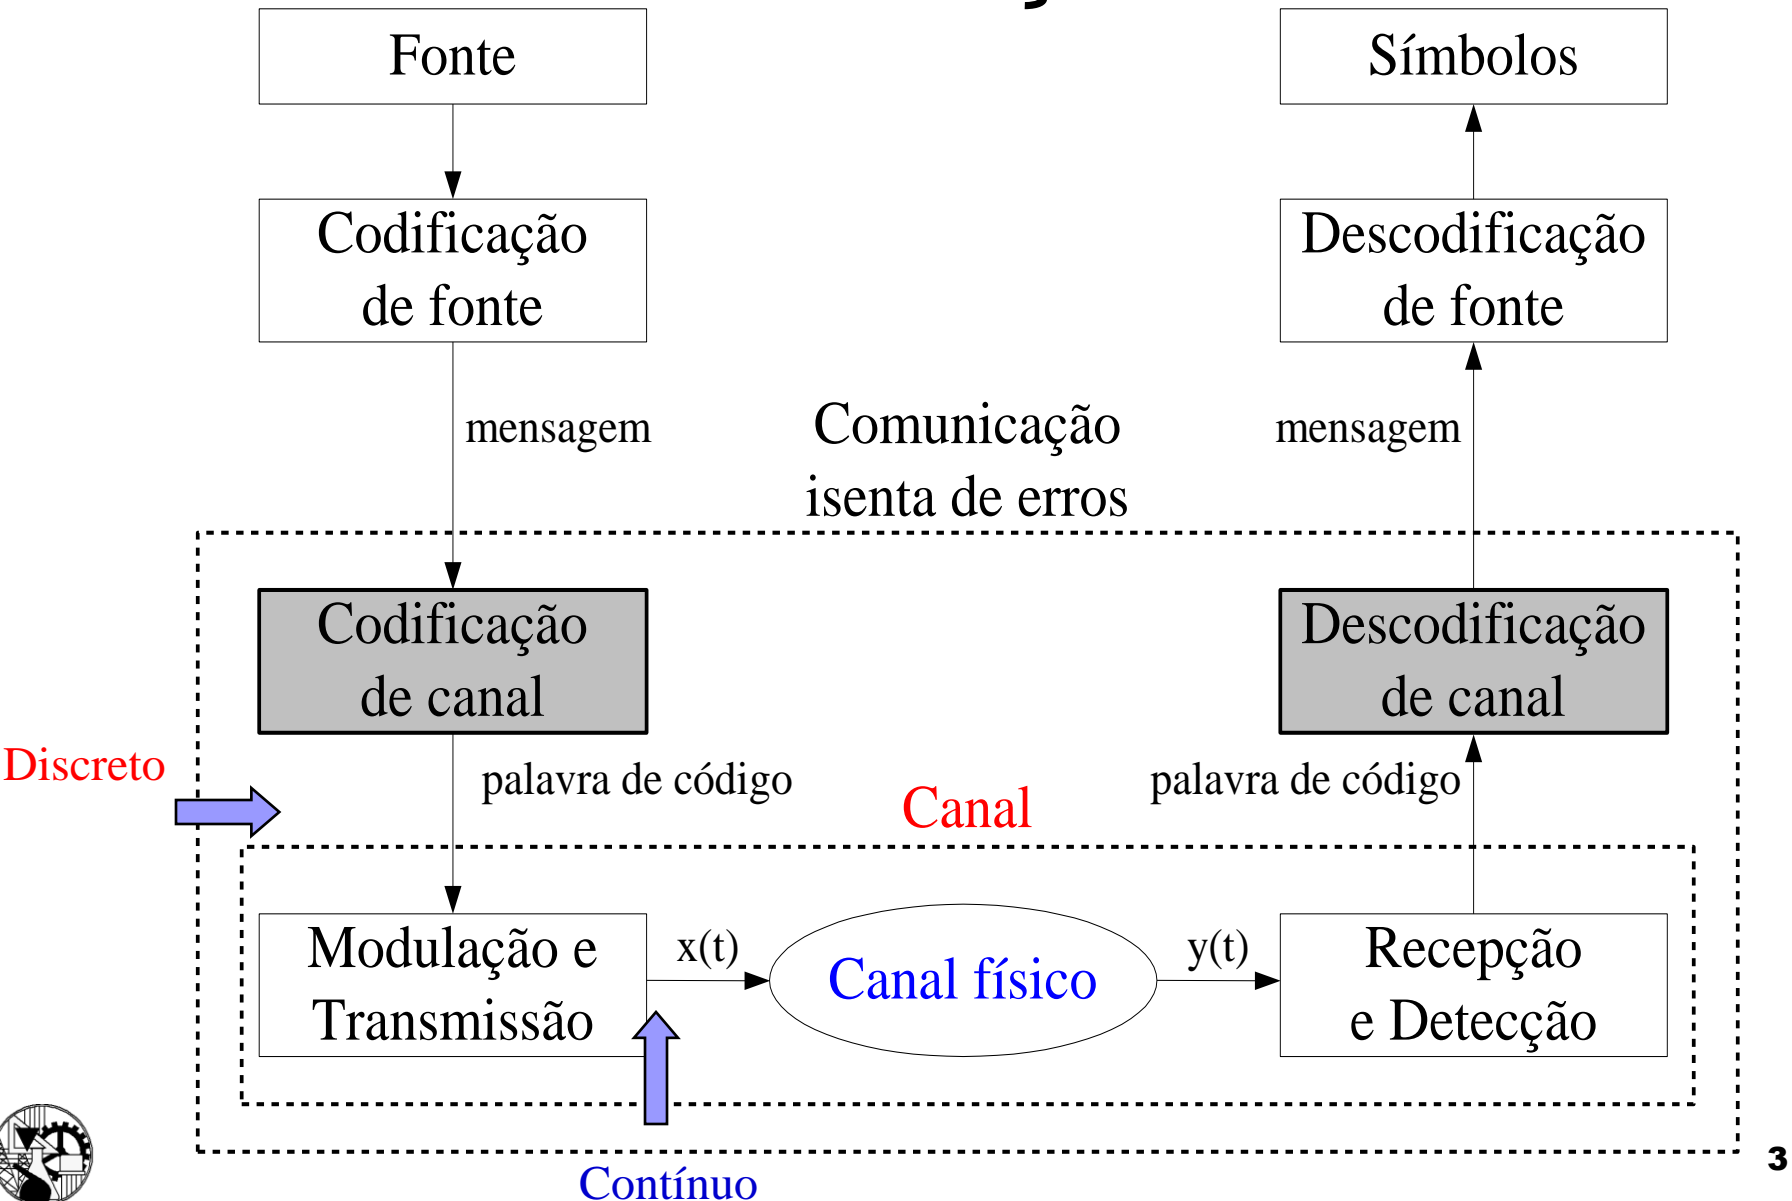 Fonte
Símbolos
Codificação
de fonte
Descodificação
de fonte
mensagem
Comunicação
isenta de erros
mensagem
Codificação
de canal
Descodificação
de canal
Discreto
palavra de código
Canal
palavra de código
Modulação e
Transmissão
x(t)
Canal físico
y(t)
Recepção
e Detecção
Contínuo
3